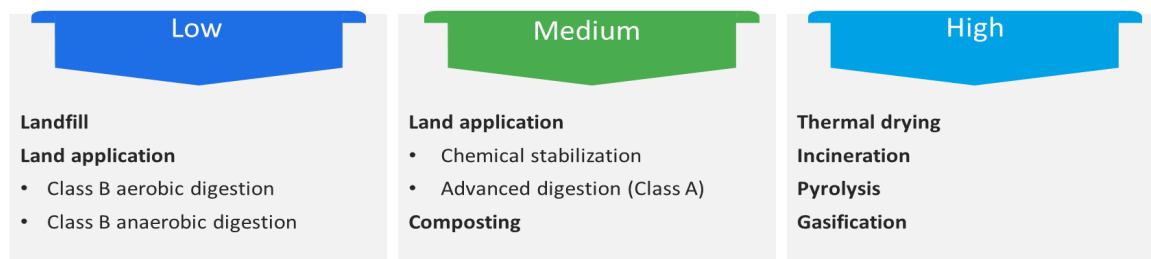 Low
Landfill
Land application
• Class B aerobic digestion
• Class B anaerobic digestion
Medium
Land application
• Chemical stabilization
• Advanced digestion (Class A)
Composting
High
Thermal drying
Incineration
Pyrolysis
Gasification